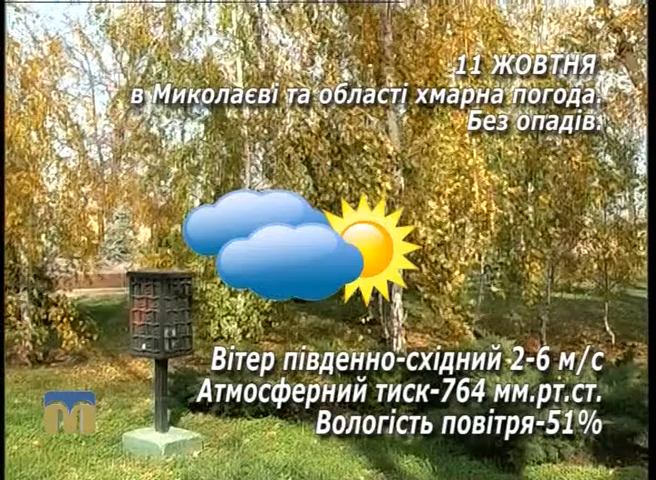 11 ЖОВТНЯ
в Миколаєві та області хмарна погода.
Без опадів.
Вітер південно-східний 2-6 м/с
Атмосферний тиск-764 мм.рт.ст.
Вологість повітря-51%